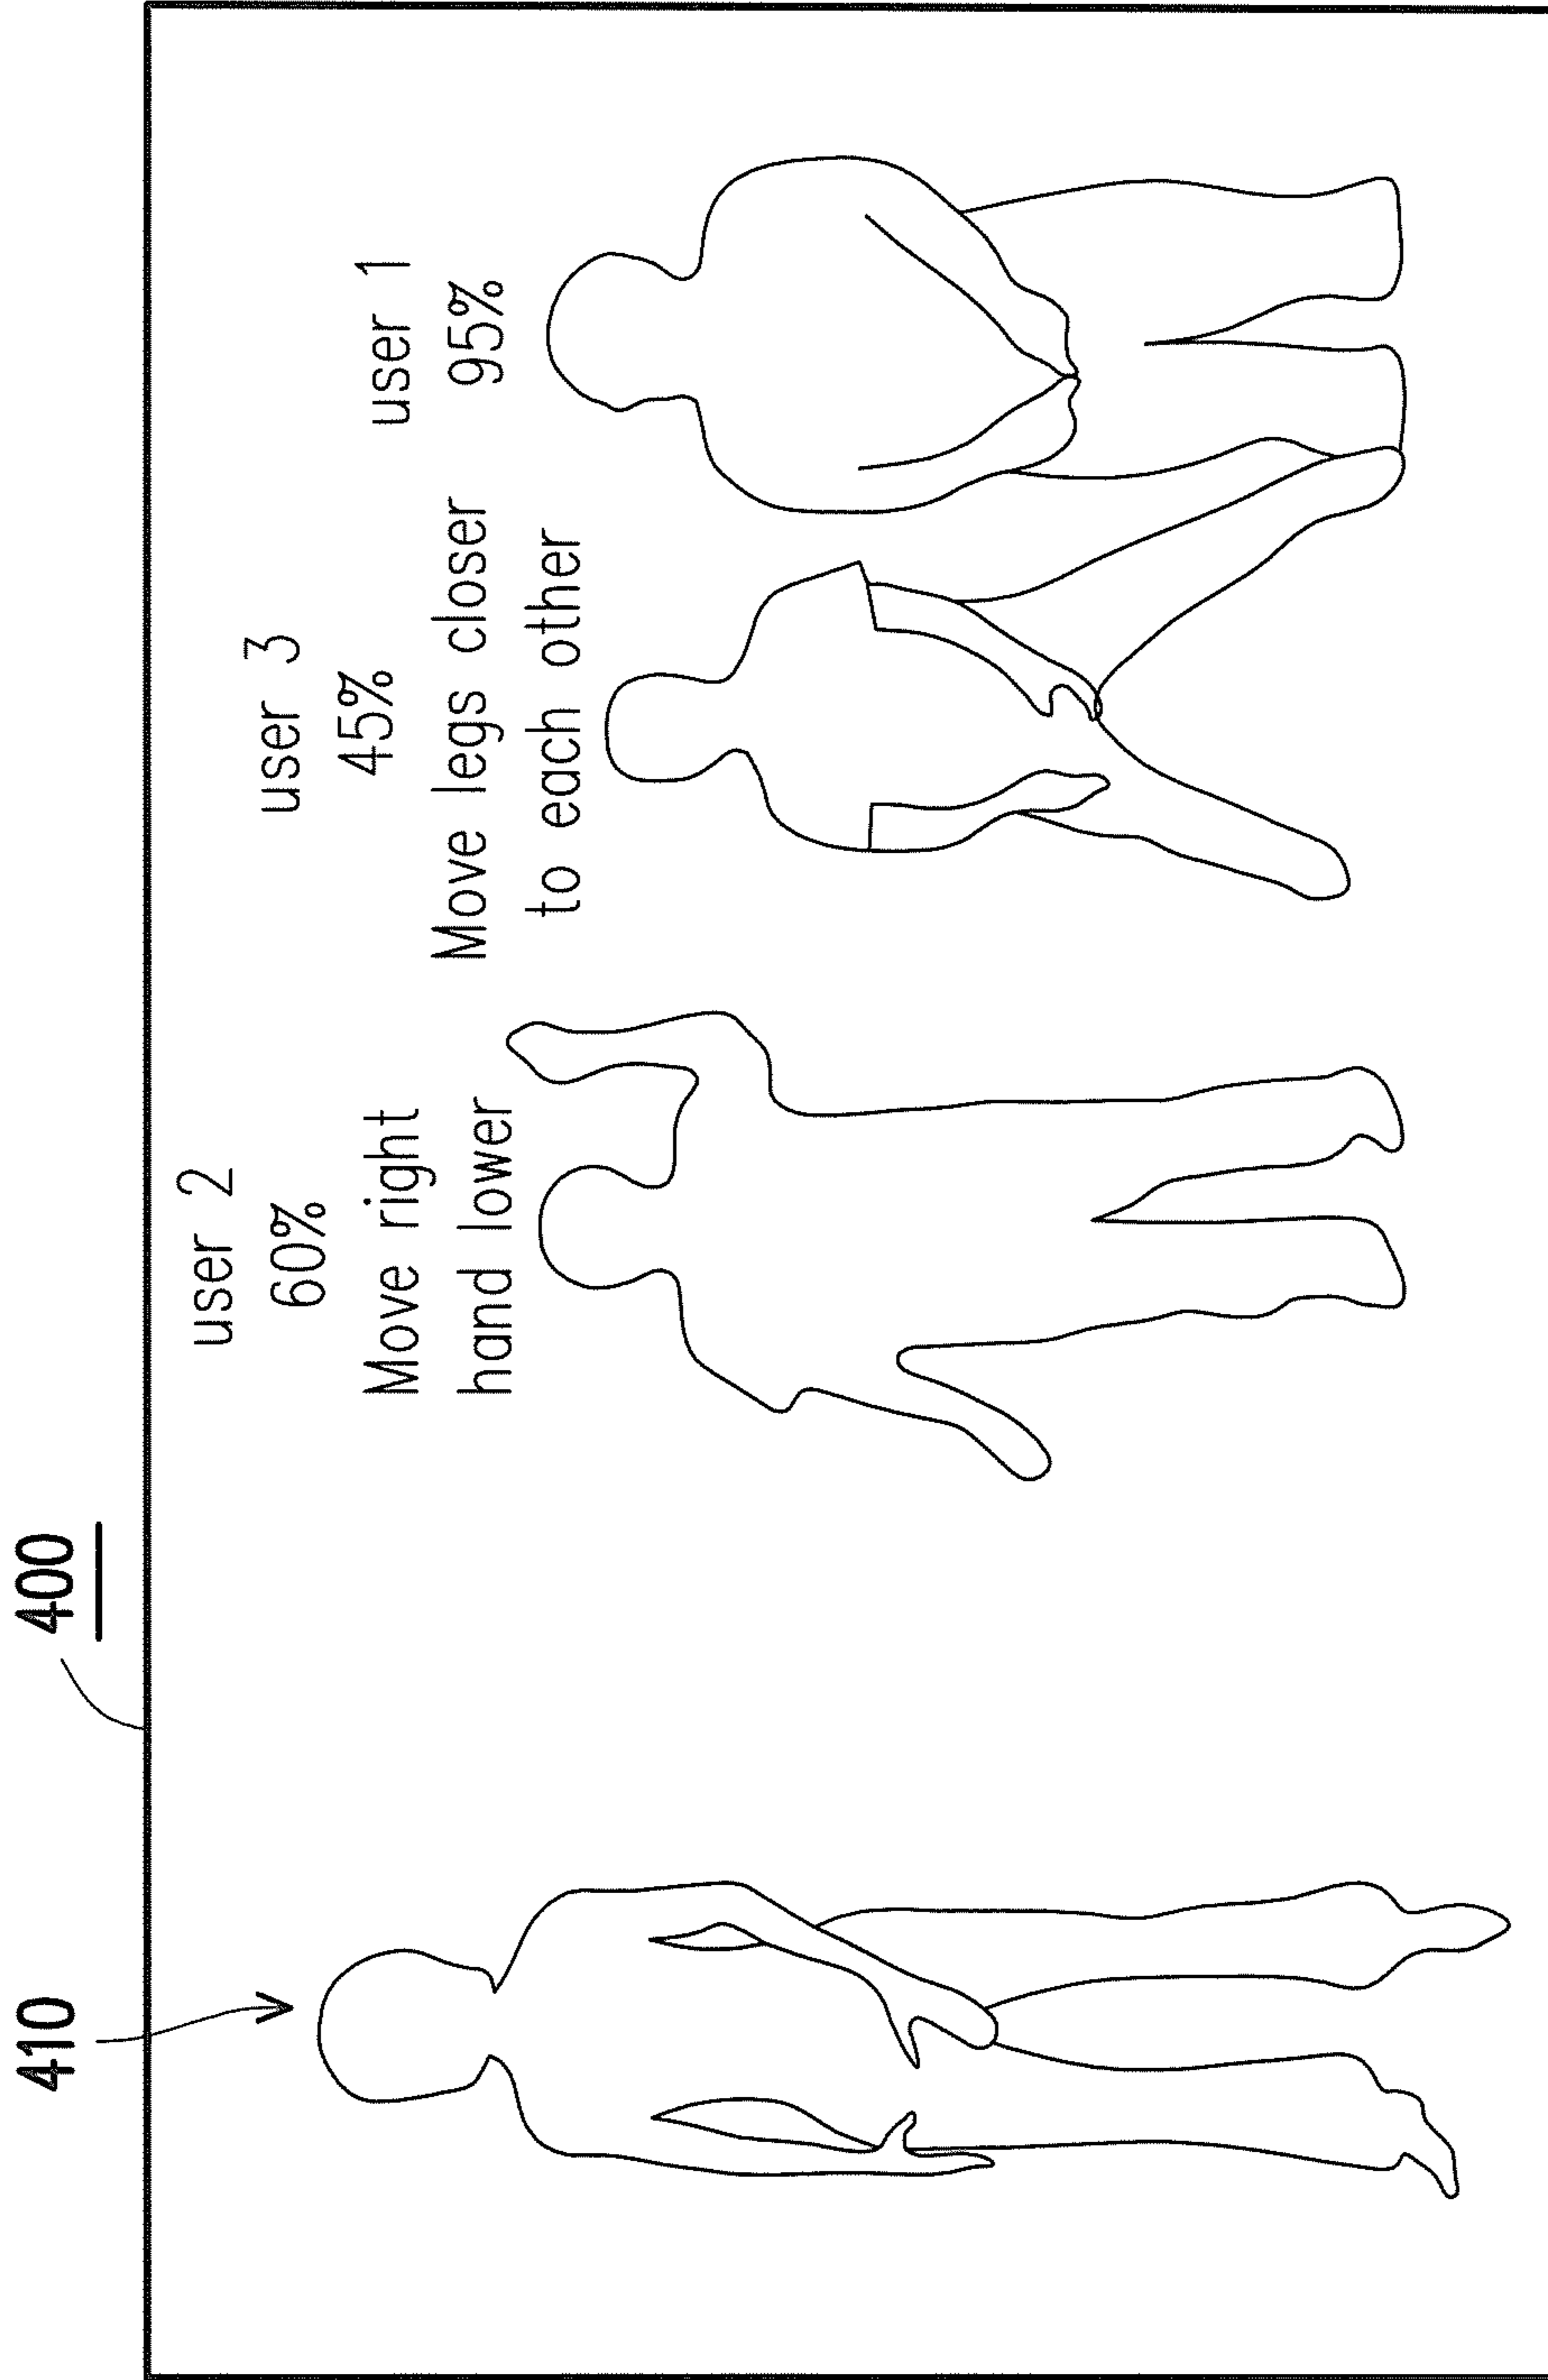 400
410
user 2
60%
Move right
hand lower
user 3
45%
Move legs closer
to each other
user 1
95%